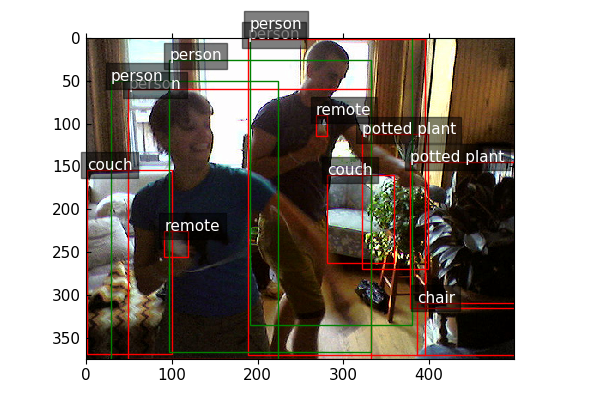 person
person
person
person
person
remote
potted plant
potted plant
couch
couch
remote
chair
0
50
100
150
200
250
300
350
0
100
200
300
400